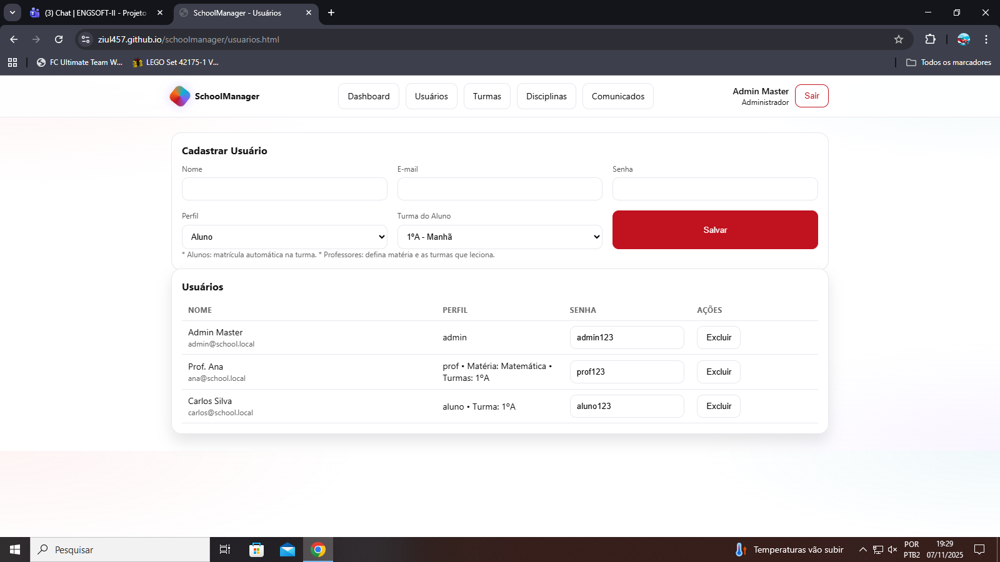 (3) Chat | ENGSOFT-II - Projeto
SchoolManager - Usuários
ziul457.github.io/schoolmanager/usuarios.html
FC Ultimate Team W...
LEGO Set 42175-1 V...
Todos os marcadores
SchoolManager
Dashboard
Usuários
Turmas
Disciplinas
Comunicados
Admin Master
Administrador
Sair
Cadastrar Usuário
Nome
E-mail
Senha
Perfil
Turma do Aluno
Aluno
1ºA - Manhã
Salvar
* Alunos: matrícula automática na turma. * Professores: defina matéria e as turmas que leciona.
Usuários
NOME
PERFIL
SENHA
AÇÕES
Admin Master
admin@school.local
admin
admin123
Excluir
Prof. Ana
ana@school.local
prof • Matéria: Matemática •
Turmas: 1ºA
prof123
Excluir
Carlos Silva
carlos@school.local
aluno • Turma: 1ºA
aluno123
Excluir
Pesquisar
Temperaturas vão subir
POR
PTB2
19:29
07/11/2025